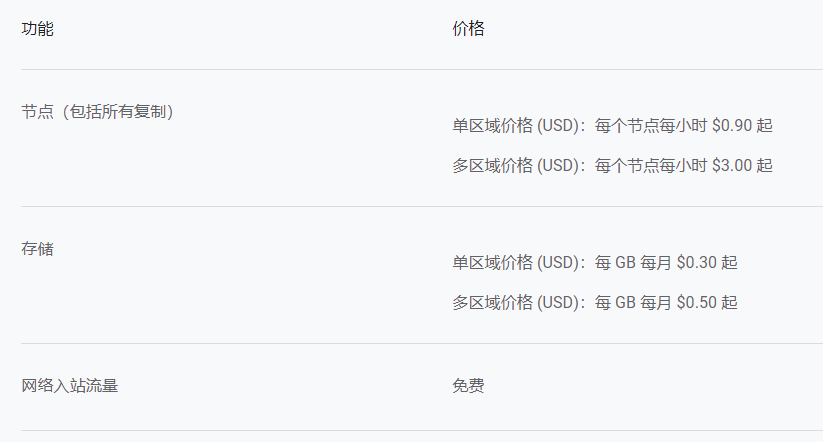 功能
价格
节点（包括所有复制）
单区域价格 (USD)：每个节点每小时 $0.90 起
多区域价格 (USD)：每个节点每小时 $3.00 起
存储
单区域价格 (USD)：每 GB 每月 $0.30 起
多区域价格 (USD)：每 GB 每月 $0.50 起
网络入站流量
免费